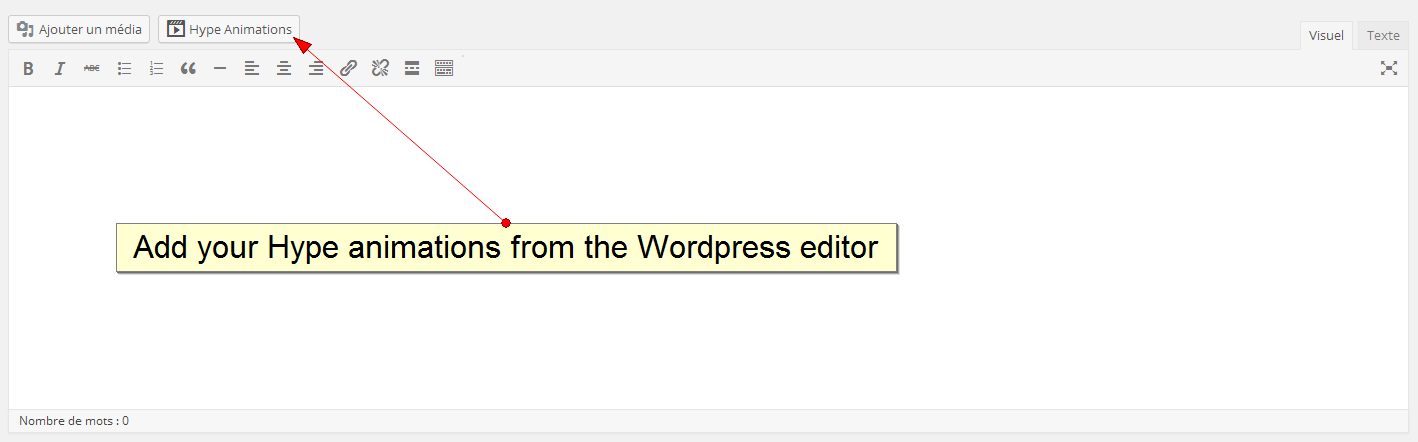 Ajouter un média Hype Animations
Visuel Texte
B I ABC
Add your Hype animations from the Wordpress editor
Nombre de mots : 0